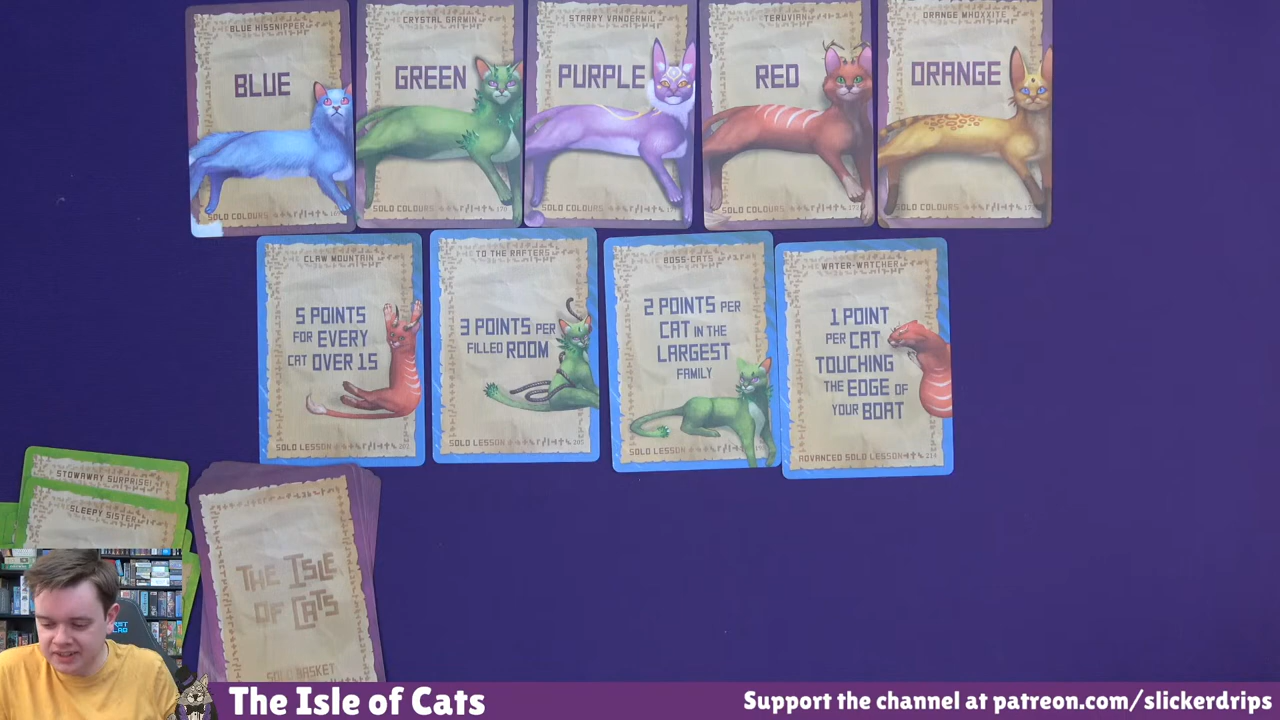 BLUE HISSNIPPER
BLUE
SOLO COLOURS
CRYSTAL GARMIN
GREEN
SOLO COLOURS
STARRY VANDERNIL
PURPLE
SOLO COLOURS
TERUVIAN
RED
SOLO COLOURS
ORANGE WHOXXITE
ORANGE
SOLO COLOURS
CLAW MOUNTAIN
5 POINTS
FOR EVERY
CAT OVER 15
SOLO LESSON
TO THE RAFTERS
3 POINTS PER
FILLED ROOM
SOLO LESSON 205
BOSS-CATS
2 POINTS PER
CAT IN THE
LARGEST
FAMILY
SOLO LESSON
WATER-WATCHER
1 POINT
PER CAT
TOUCHING
THE EDGE OF
YOUR BOAT
ADVANCED SOLO LESSON
STOWAWAY SURPRISE!
SLEEPY SISTER
THE ISLE
OF CATS
SOLO BASKET
The Isle of Cats
Support the channel at patreon.com/slickerdrips